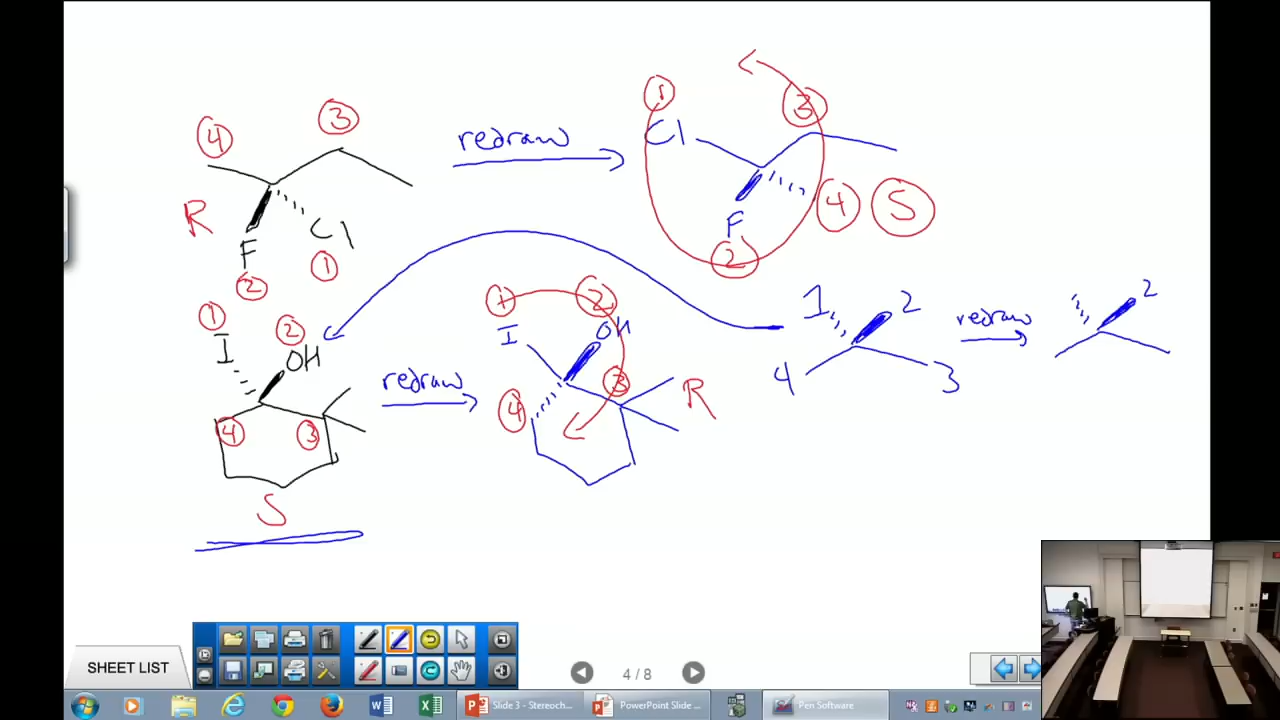 4
3
redraw
1
Cl
3
R
F
Cl
2
1
F
2
4
S
1
I
2
OH
4
3
S
redraw
1
2
I
OH
4
3
R
1
2
4
3
redraw
2
SHEET LIST
4 / 8
Slide 3 - Stereoch...
PowerPoint Slide ...
Pen Software